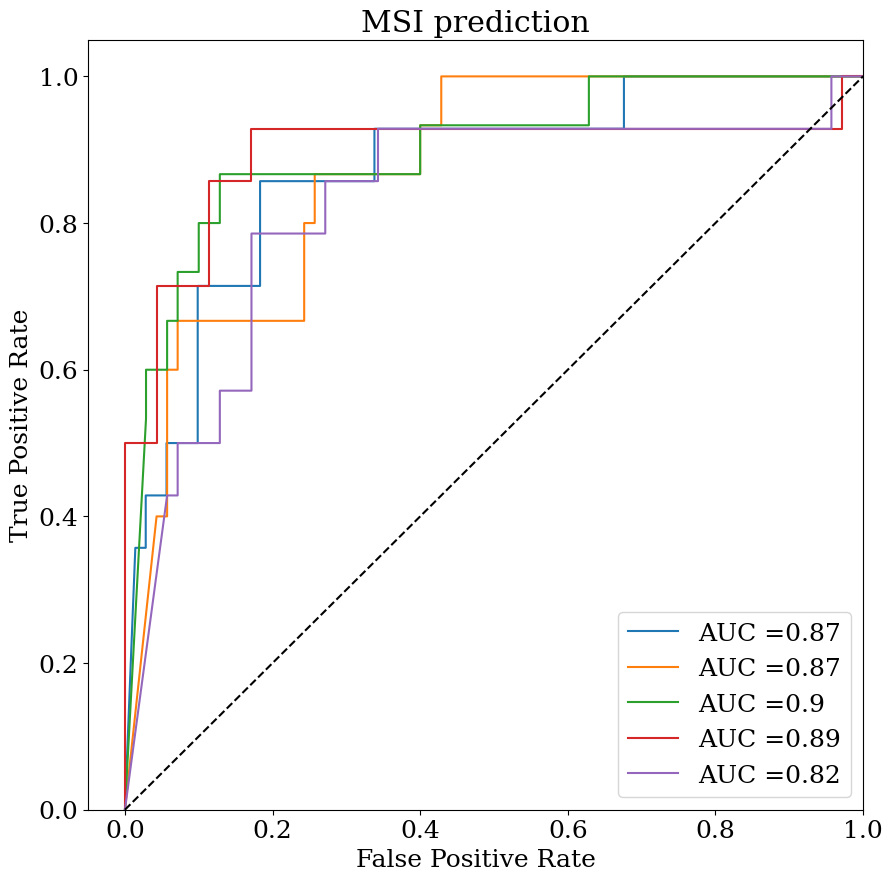 MSI prediction
True Positive Rate
1.0
0.8
0.6
0.4
0.2
0.0
0.0 0.2 0.4 0.6 0.8 1.0
False Positive Rate
AUC =0.87
AUC =0.87
AUC =0.9
AUC =0.89
AUC =0.82